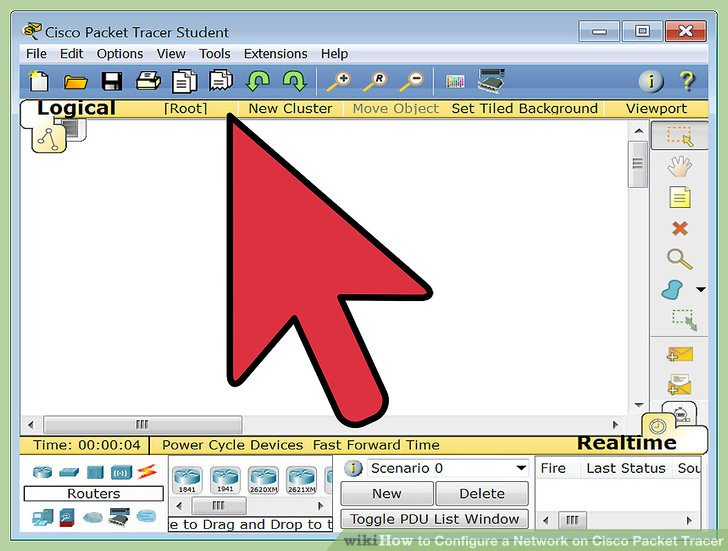 Cisco Packet Tracer Student
File Edit Options View Tools Extensions Help
R
i ?
Logical [Root] New Cluster Move Object Set Tiled Background Viewport
Time: 00:00:04 Power Cycle Devices Fast Forward Time Realtime
i Scenario 0 Fire Last Status Sou
1841 1941 2620XM 2621XM
Routers
New Delete
e to Drag and Drop to t
Toggle PDU List Window
wikiHow to Configure a Network on Cisco Packet Tracer